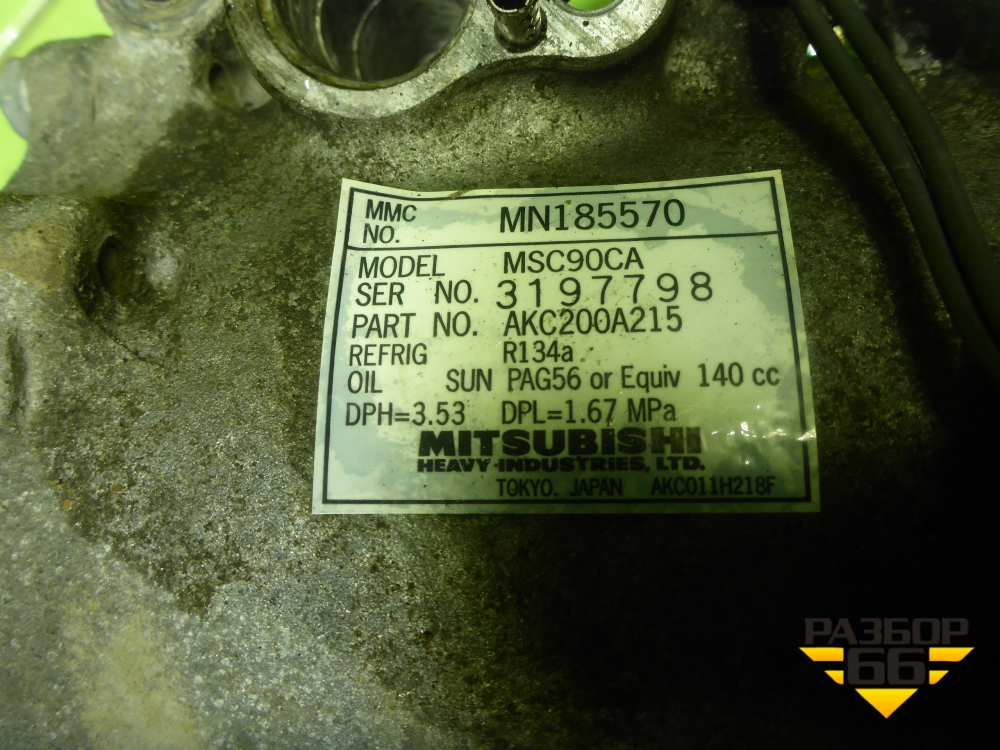 MMC NO. MN185570
MODEL MSC90CA
SER NO. 3197798
PART NO. AKC200A215
REFRIG R134a
OIL SUN PAG56 or Equiv 140 cc
DPH=3.53 DPL=1.67 MPa
MITSUBISHI
HEAVY-INDUSTRIES, LTD.
TOKYO. JAPAN AKC011H218F
РАЗБОР
66